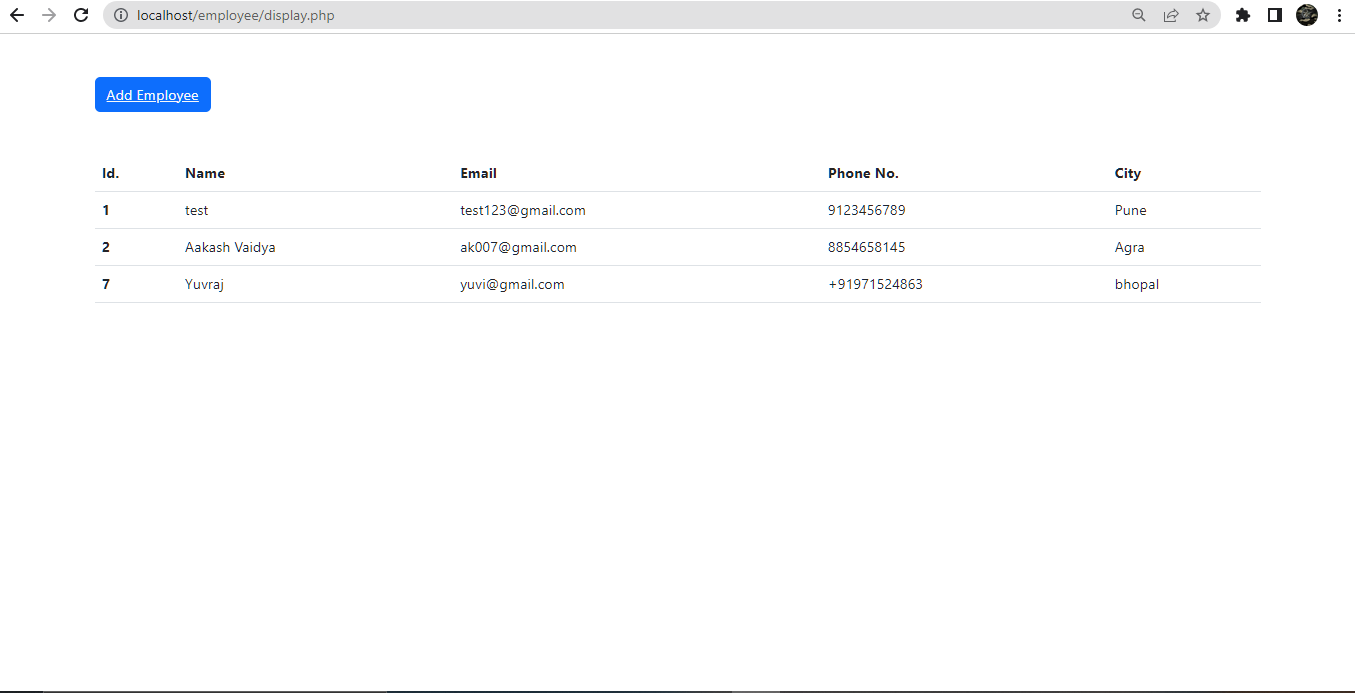 localhost/employee/display.php
Add Employee
Id. Name Email Phone No. City
1 test test123@gmail.com 9123456789 Pune
2 Aakash Vaidya ak007@gmail.com 8854658145 Agra
7 Yuvraj yuvi@gmail.com +91971524863 bhopal